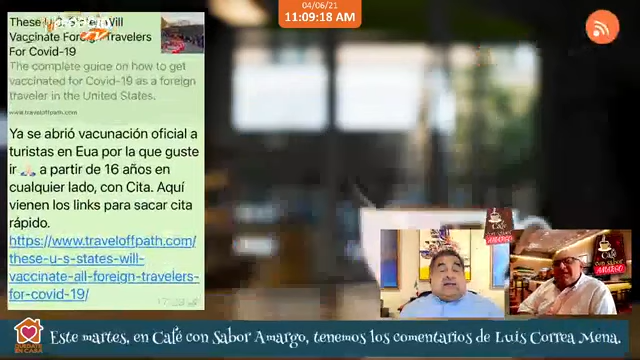 04/06/21
11:09:18 AM
Vaccinate Foreign Travelers
For Covid-19
The complete guide on how to get
vaccinated for Covid-19 as a foreign
traveler in the United States.
www.traveloffpath.com
Ya se abrió vacunación oficial a
turistas en Eua por la que guste
ir 🙏🏻 a partir de 16 años en
cualquier lado, con Cita. Aquí
vienen los links para sacar cita
rápido.
https://www.traveloffpath.com/
these-u-s-states-will-
vaccinate-all-foreign-travelers-
for-covid-19/
Café
con Sabor
AMARGO
Café
con Sabor
AMARGO
QUÉDATE
EN CASA
Este martes, en Café con Sabor Amargo, tenemos los comentarios de Luis Correa Mena.